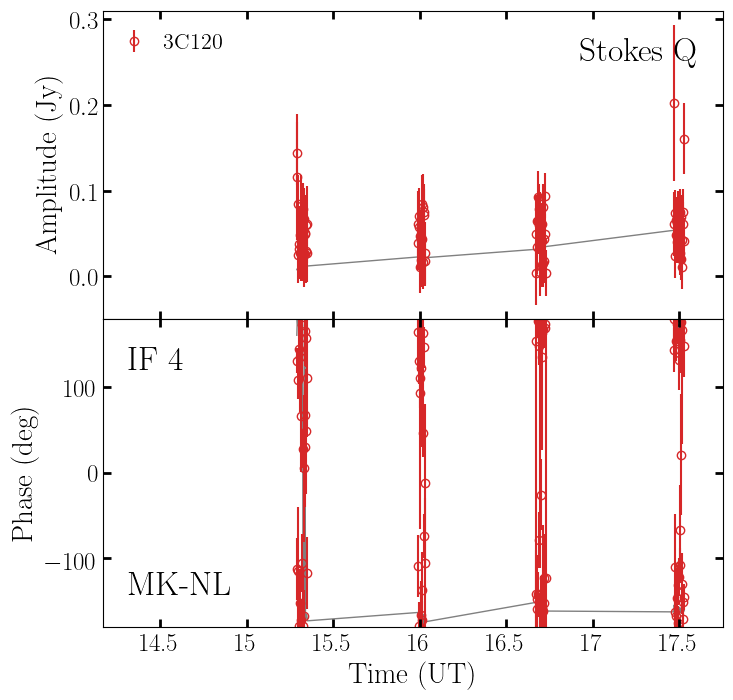 Stokes Q
3C120
Amplitude (Jy)
0.3
0.2
0.1
0.0
IF 4
MK-NL
Phase (deg)
100
0
−100
14.5 15 15.5 16 16.5 17 17.5
Time (UT)